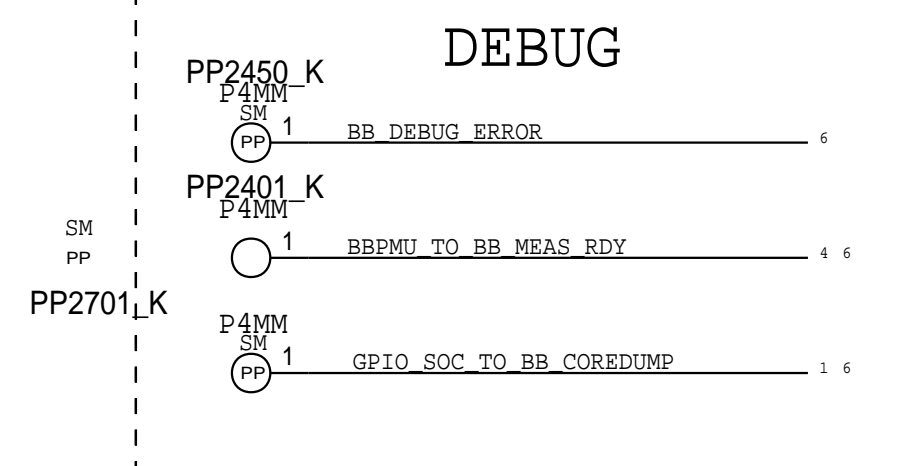 DEBUG
PP2450_K
P4MM
SM
PP 1 BB_DEBUG_ERROR 6
PP2401_K
P4MM
1 BBPMU_TO_BB_MEAS_RDY 4 6
SM
PP
PP2701_K
P4MM
SM
PP 1 GPIO_SOC_TO_BB_COREDUMP 1 6